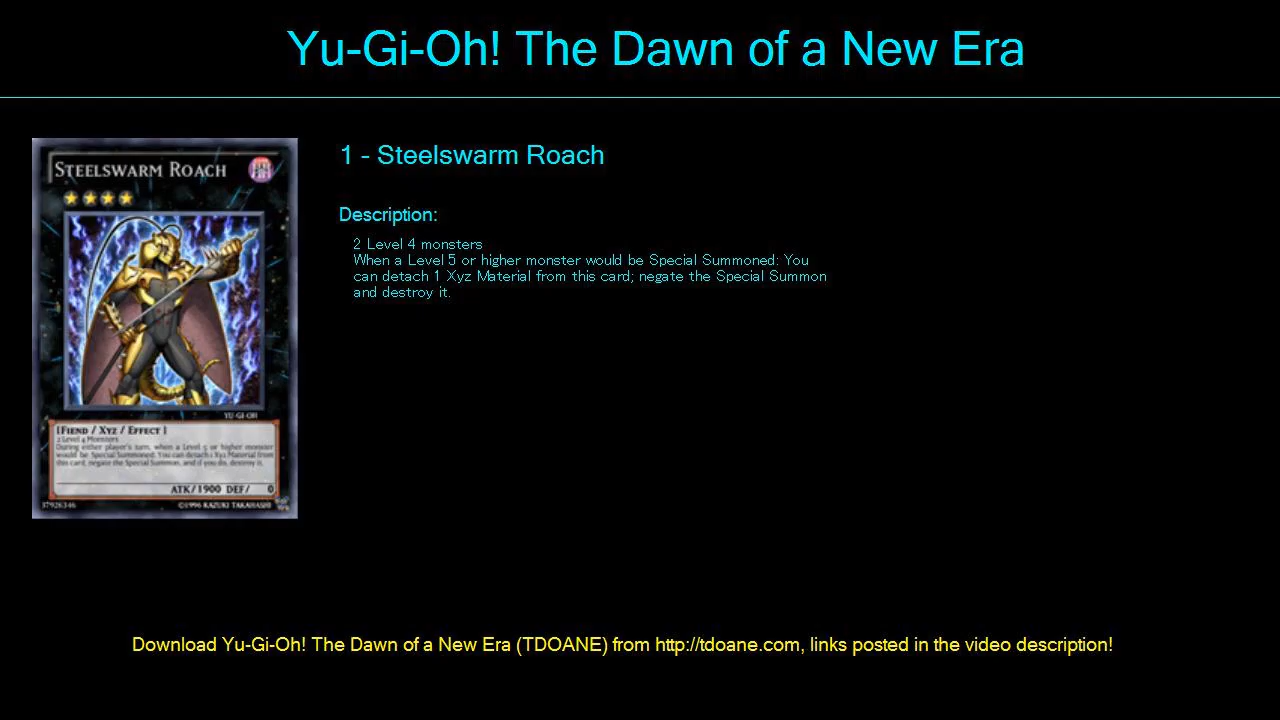 Yu-Gi-Oh! The Dawn of a New Era
STEELSWARM ROACH
1 - Steelswarm Roach
Description:
2 Level 4 monsters
When a Level 5 or higher monster would be Special Summoned: You
can detach 1 Xyz Material from this card; negate the Special Summon
and destroy it.
YU-GI-OH
[FIEND / XYZ / EFFECT ]
2 Level 4 Monsters
During either player's turn, when a Level 5 or higher monster
would be Special Summoned: You can detach 1 Xyz Material from
this card, negate the Special Summon, and if you do, destroy it.
ATK/1900 DEF/ 0
©1996 KAZUKI TAKAHASHI
Download Yu-Gi-Oh! The Dawn of a New Era (TDOANE) from http://tdoane.com, links posted in the video description!